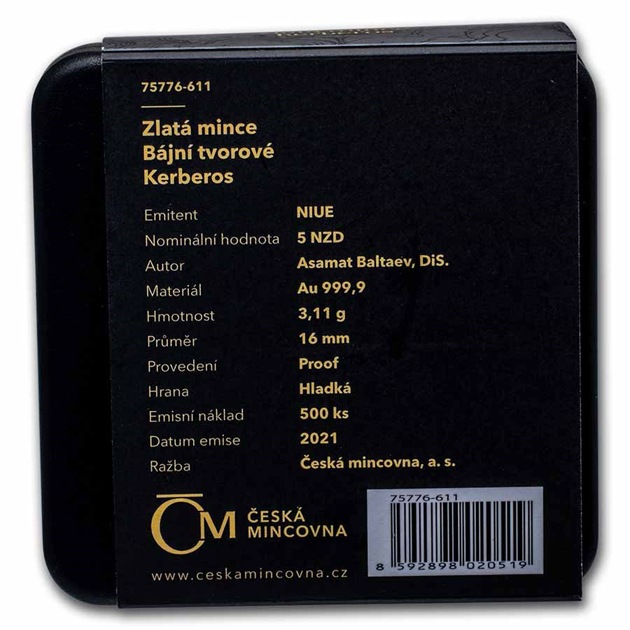 75776-611
Zlatá mince
Bájní tvorové
Kerberos
Emitent NIUE
Nominální hodnota 5 NZD
Autor Asamat Baltaev, DiS.
Materiál Au 999,9
Hmotnost 3,11 g
Průměr 16 mm
Provedení Proof
Hrana Hladká
Emisní náklad 500 ks
Datum emise 2021
Ražba Česká mincovna, a. s.
ČM ČESKÁ
MINCOVNA
www.ceskamincovna.cz
75776-611
8 592898 020519